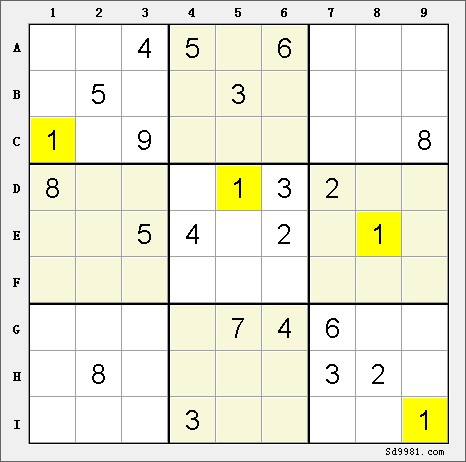 1 2 3 4 5 6 7 8 9
A 4 5 6
B 5 3
C 1 9 8
D 8 1 3 2
E 5 4 2 1
F
G 7 4 6
H 8 3 2
I 3 1
Sd9981. com